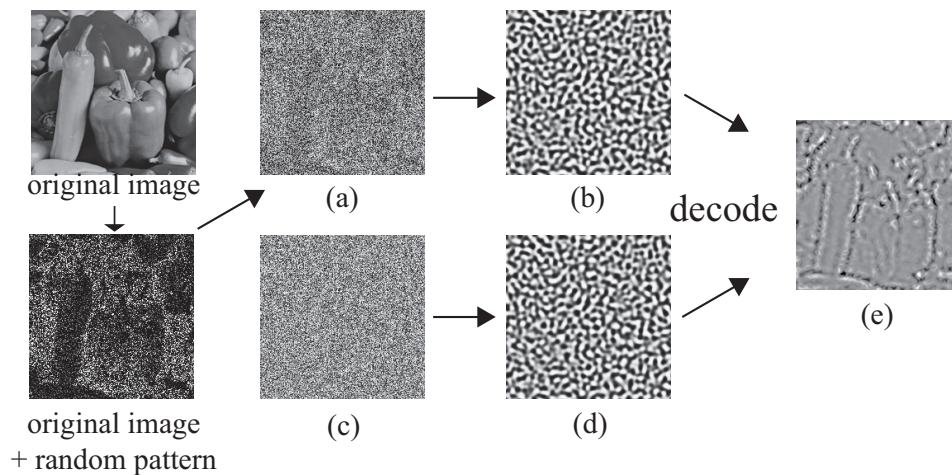 original image
(a)
(b)
decode
original image
+ random pattern
(c)
(d)
(e)